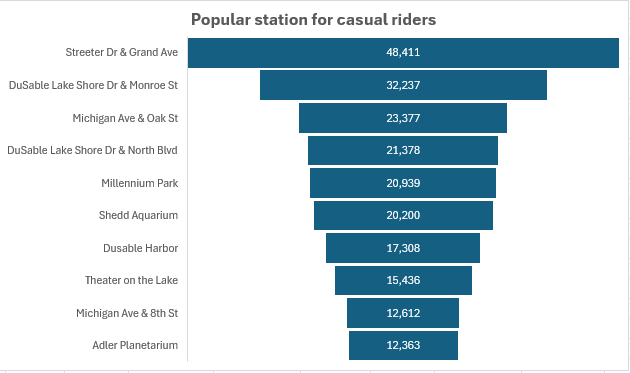 Popular station for casual riders
Streeter Dr & Grand Ave 48,411
DuSable Lake Shore Dr & Monroe St 32,237
Michigan Ave & Oak St 23,377
DuSable Lake Shore Dr & North Blvd 21,378
Millennium Park 20,939
Shedd Aquarium 20,200
Dusable Harbor 17,308
Theater on the Lake 15,436
Michigan Ave & 8th St 12,612
Adler Planetarium 12,363